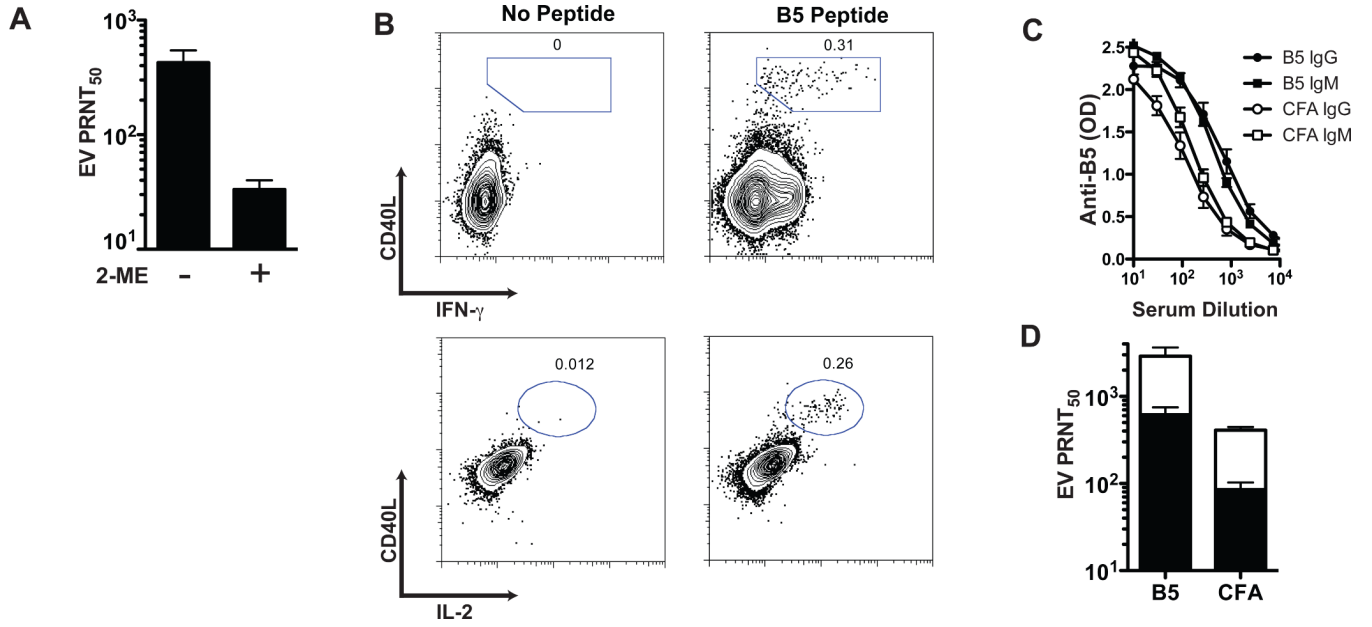 A
EV PRNT50
10³
10²
10¹
2-ME
-
+
B
No Peptide
B5 Peptide
0
0.31
CD40L
IFN-γ
0.012
0.26
CD40L
IL-2
C
Anti-B5 (OD)
2.5
2.0
1.5
1.0
0.5
0.0
10¹
10²
10³
10⁴
Serum Dilution
B5 IgG
B5 IgM
CFA IgG
CFA IgM
D
EV PRNT50
10³
10²
10¹
B5
CFA